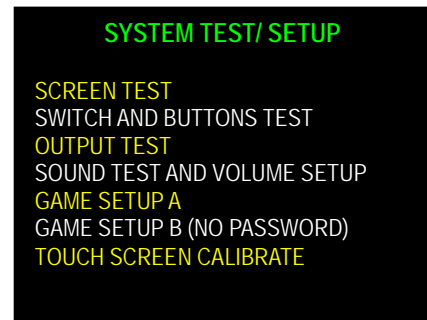 SYSTEM TEST/ SETUP
SCREEN TEST
SWITCH AND BUTTONS TEST
OUTPUT TEST
SOUND TEST AND VOLUME SETUP
GAME SETUP A
GAME SETUP B (NO PASSWORD)
TOUCH SCREEN CALIBRATE